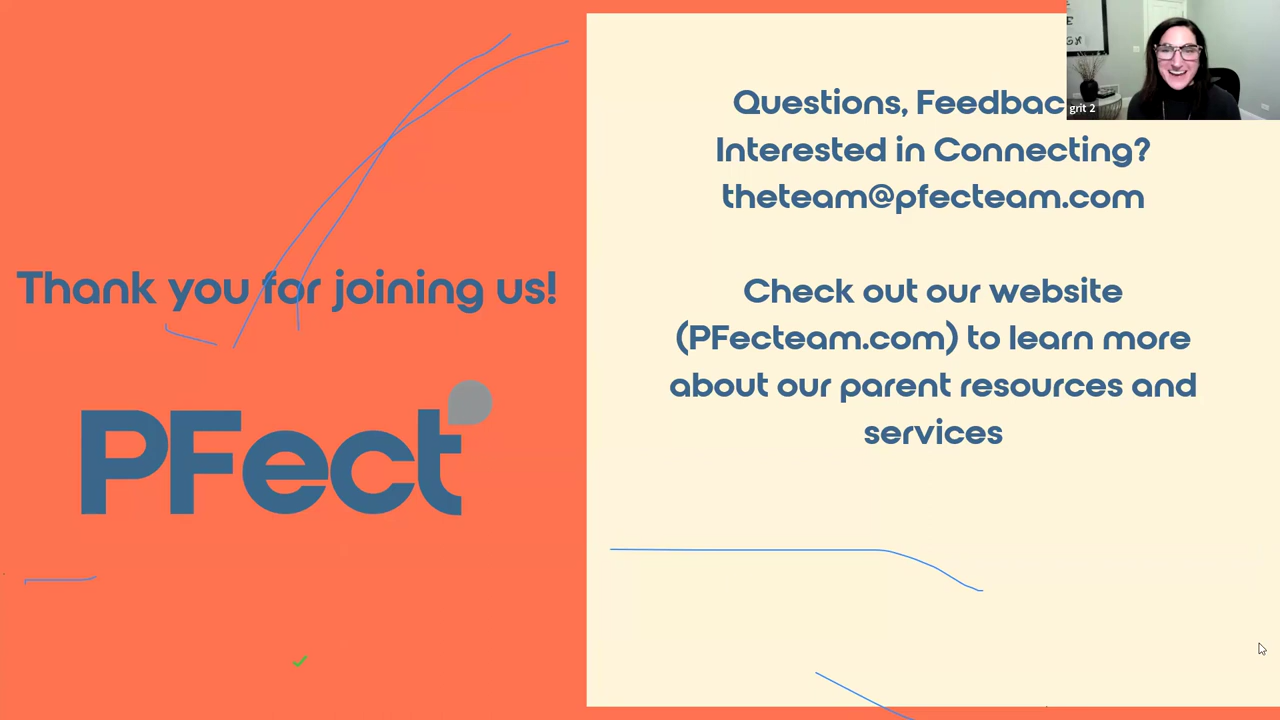 Thank you for joining us!
PFect
Questions, Feedbac
Interested in Connecting?
theteam@pfecteam.com
Check out our website
(PFecteam.com) to learn more
about our parent resources and
services
grit 2